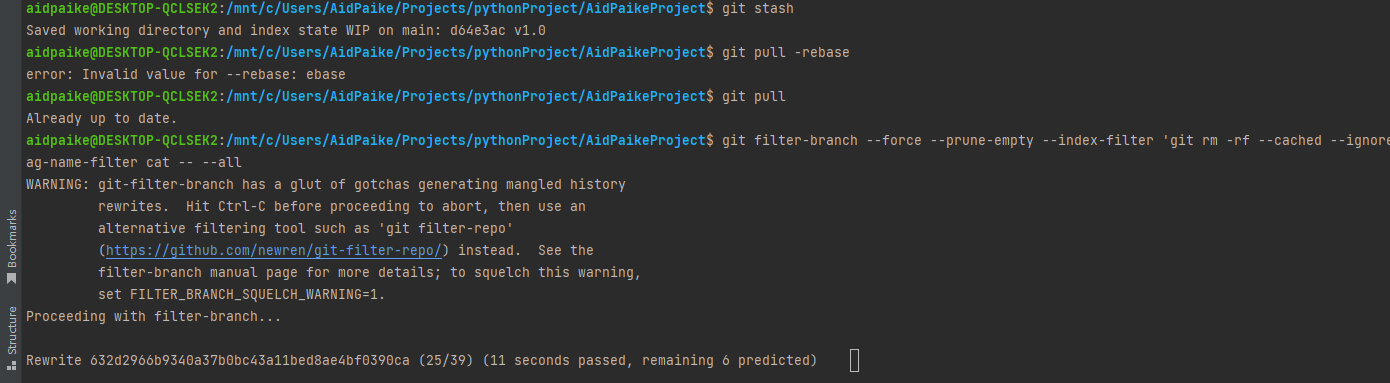 aidpaike@DESKTOP-QCLSEK2:/mnt/c/Users/AidPaike/Projects/pythonProject/AidPaikeProject$ git stash
Saved working directory and index state WIP on main: d64e3ac v1.0
aidpaike@DESKTOP-QCLSEK2:/mnt/c/Users/AidPaike/Projects/pythonProject/AidPaikeProject$ git pull -rebase
error: Invalid value for --rebase: ebase
aidpaike@DESKTOP-QCLSEK2:/mnt/c/Users/AidPaike/Projects/pythonProject/AidPaikeProject$ git pull
Already up to date.
aidpaike@DESKTOP-QCLSEK2:/mnt/c/Users/AidPaike/Projects/pythonProject/AidPaikeProject$ git filter-branch --force --prune-empty --index-filter 'git rm -rf --cached --ignore
ag-name-filter cat -- --all
WARNING: git-filter-branch has a glut of gotchas generating mangled history
rewrites.  Hit Ctrl-C before proceeding to abort, then use an
alternative filtering tool such as 'git filter-repo'
(https://github.com/newren/git-filter-repo/) instead.  See the
filter-branch manual page for more details; to squelch this warning,
set FILTER_BRANCH_SQUELCH_WARNING=1.
Proceeding with filter-branch...
Rewrite 632d2966b9340a37b0bc43a11bed8ae4bf0390ca (25/39) (11 seconds passed, remaining 6 predicted)
Bookmarks
Structure